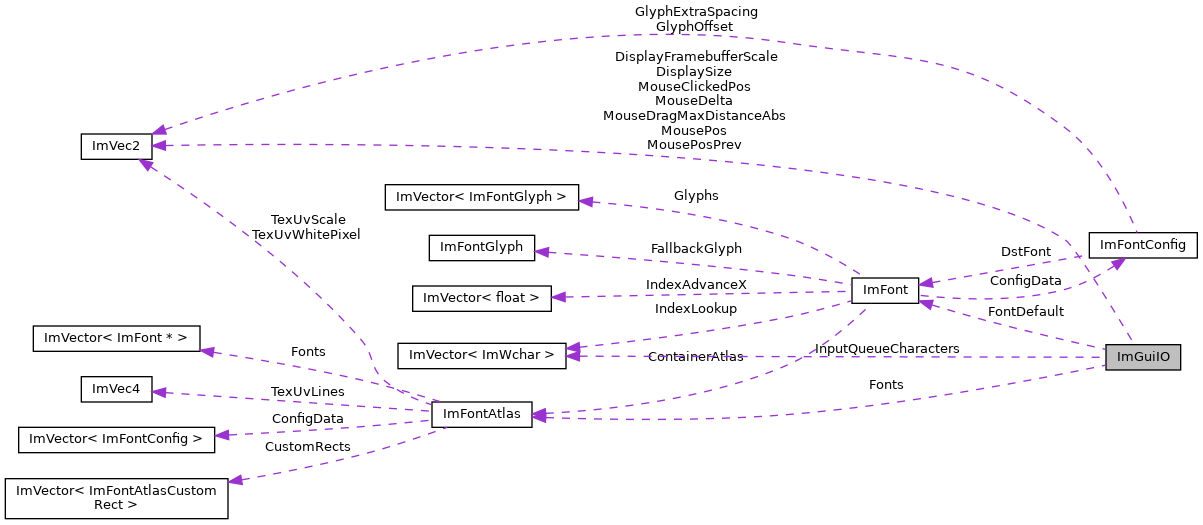 GlyphExtraSpacing
GlyphOffset
DisplayFramebufferScale
DisplaySize
MouseClickedPos
MouseDelta
MouseDragMaxDistanceAbs
MousePos
MousePosPrev
ImVec2
ImVector< ImFontGlyph >
Glyphs
TexUvScale
TexUvWhitePixel
ImFontGlyph
FallbackGlyph
ImFontConfig
DstFont
ConfigData
ImVector< float >
IndexAdvanceX
ImFont
IndexLookup
FontDefault
ImVector< ImFont * >
Fonts
ImVector< ImWchar >
ContainerAtlas
InputQueueCharacters
ImGuiIO
ImVec4
TexUvLines
Fonts
ImFontAtlas
ConfigData
ImVector< ImFontConfig >
CustomRects
ImVector< ImFontAtlasCustom
Rect >